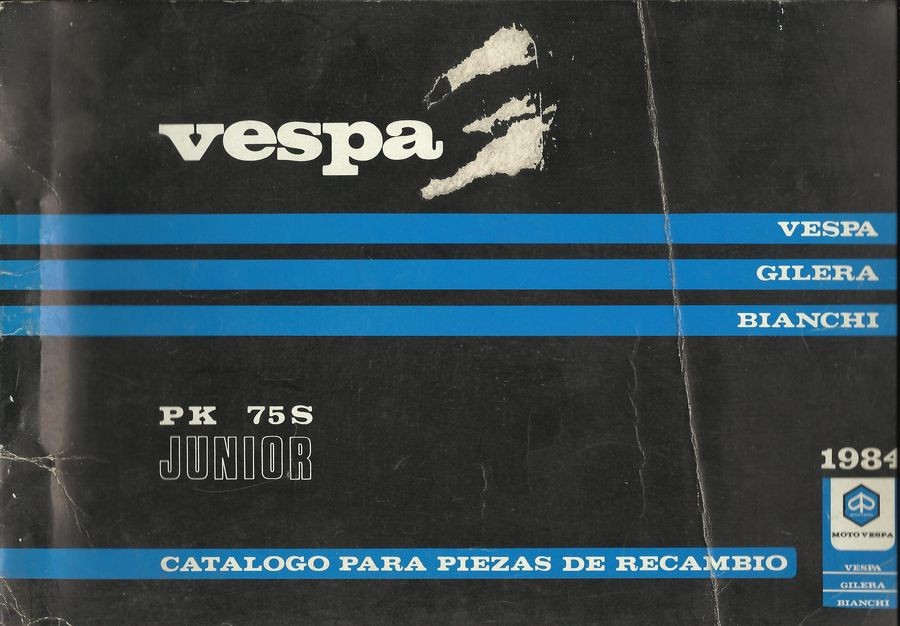 vespa
VESPA
GILERA
BIANCHI
PK 75S
JUNIOR
1984
MOTO VESPA
VESPA
GILERA
BIANCHI
CATALOGO PARA PIEZAS DE RECAMBIO